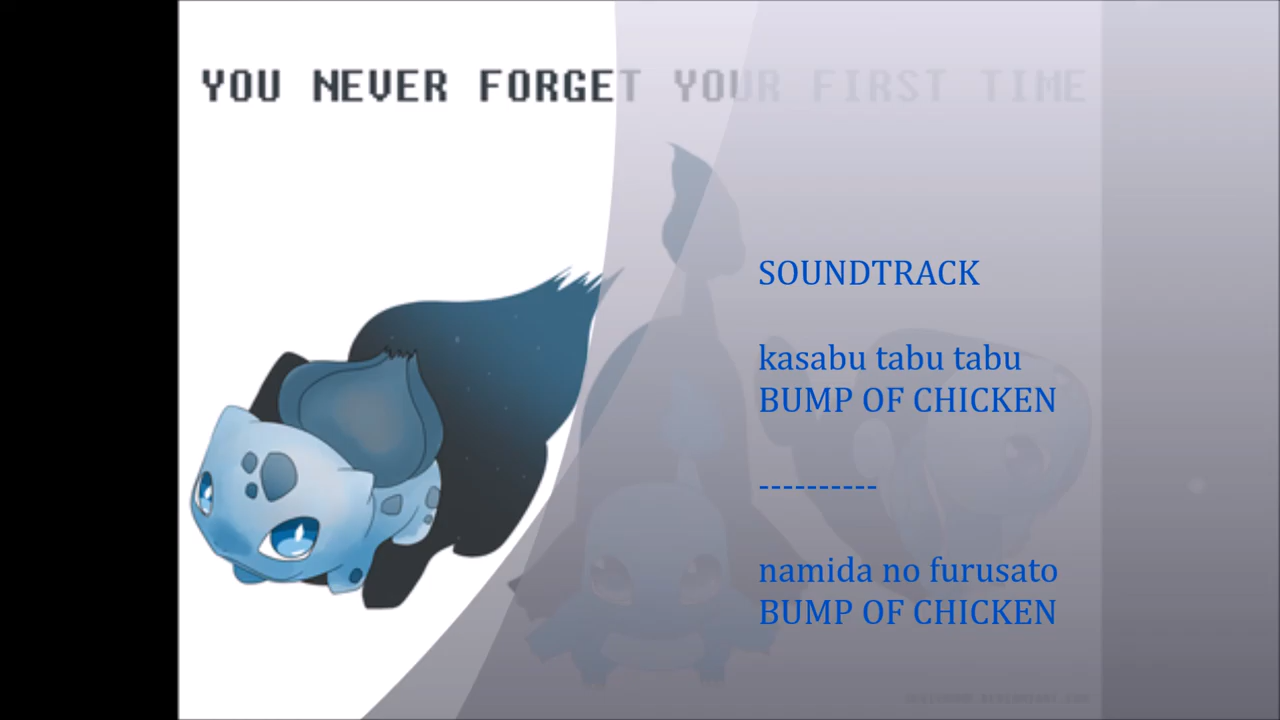 YOU NEVER FORGET YOUR FIRST TIME
SOUNDTRACK
kasabu tabu tabu
BUMP OF CHICKEN
----------
namida no furusato
BUMP OF CHICKEN